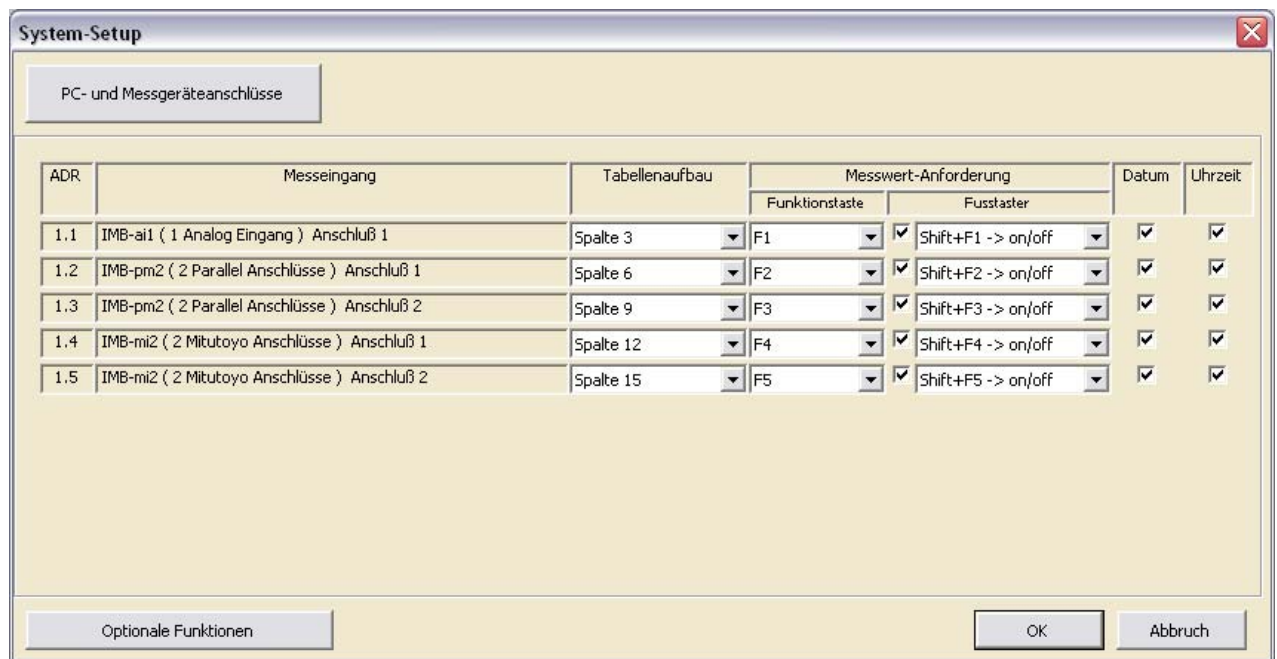 System-Setup
PC- und Messgeräteanschlüsse
ADR Messeingang Tabellenaufbau Messwert-Anforderung Datum Uhrzeit
Funktionstaste Fusstaster
1.1 IMB-ai1 ( 1 Analog Eingang ) Anschluß 1 Spalte 3 F1 Shift+F1 -> on/off
1.2 IMB-pm2 ( 2 Parallel Anschlüsse ) Anschluß 1 Spalte 6 F2 Shift+F2 -> on/off
1.3 IMB-pm2 ( 2 Parallel Anschlüsse ) Anschluß 2 Spalte 9 F3 Shift+F3 -> on/off
1.4 IMB-mi2 ( 2 Mitutoyo Anschlüsse ) Anschluß 1 Spalte 12 F4 Shift+F4 -> on/off
1.5 IMB-mi2 ( 2 Mitutoyo Anschlüsse ) Anschluß 2 Spalte 15 F5 Shift+F5 -> on/off
Optionale Funktionen OK Abbruch